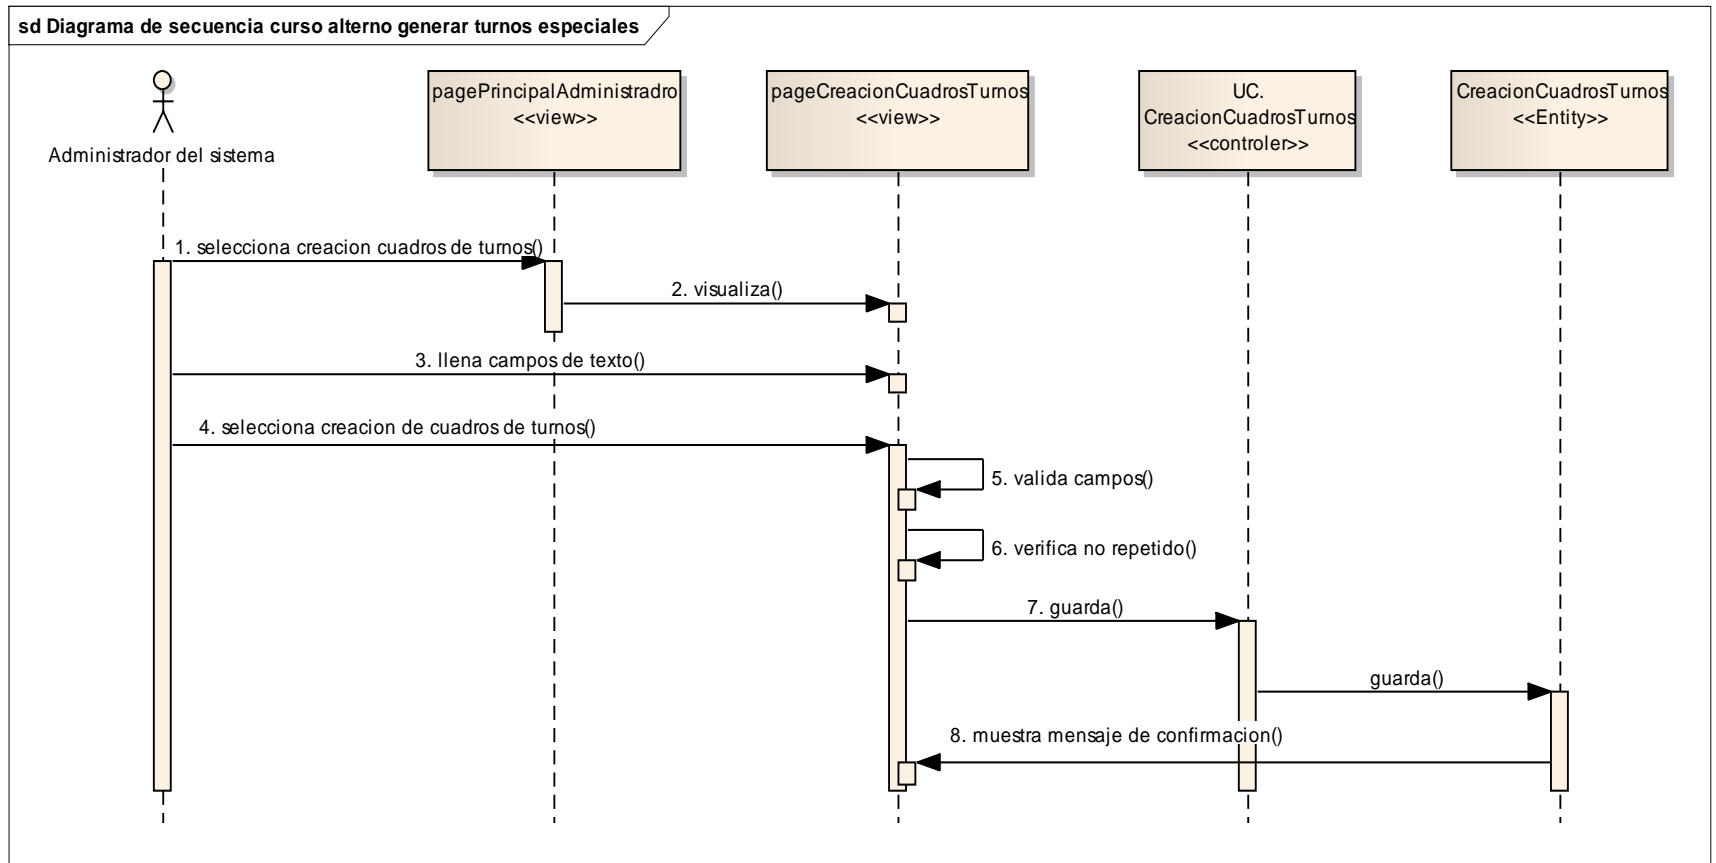 sd Diagrama de secuencia curso alterno generar turnos especiales
Administrador del sistema
pagePrincipalAdministradro
<<view>>
pageCreacionCuadrosTurnos
<<view>>
UC.
CreacionCuadrosTurnos
<<controler>>
CreacionCuadrosTurnos
<<Entity>>
1. selecciona creacion cuadros de turnos()
2. visualiza()
3. llena campos de texto()
4. selecciona creacion de cuadros de turnos()
5. valida campos()
6. verifica no repetido()
7. guarda()
guarda()
8. muestra mensaje de confirmacion()